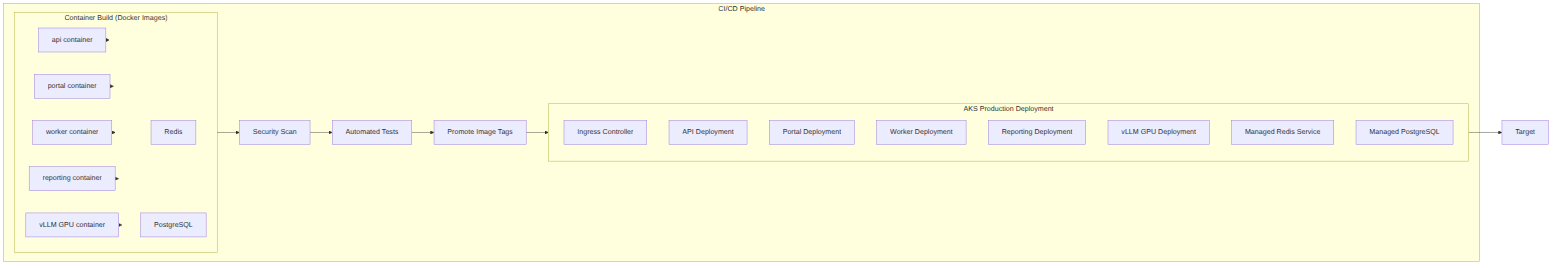 CI/CD Pipeline
Container Build (Docker Images)
api container
portal container
worker container
Redis
reporting container
vLLM GPU container
PostgreSQL
Security Scan
Automated Tests
Promote Image Tags
AKS Production Deployment
Ingress Controller
API Deployment
Portal Deployment
Worker Deployment
Reporting Deployment
vLLM GPU Deployment
Managed Redis Service
Managed PostgreSQL
Target